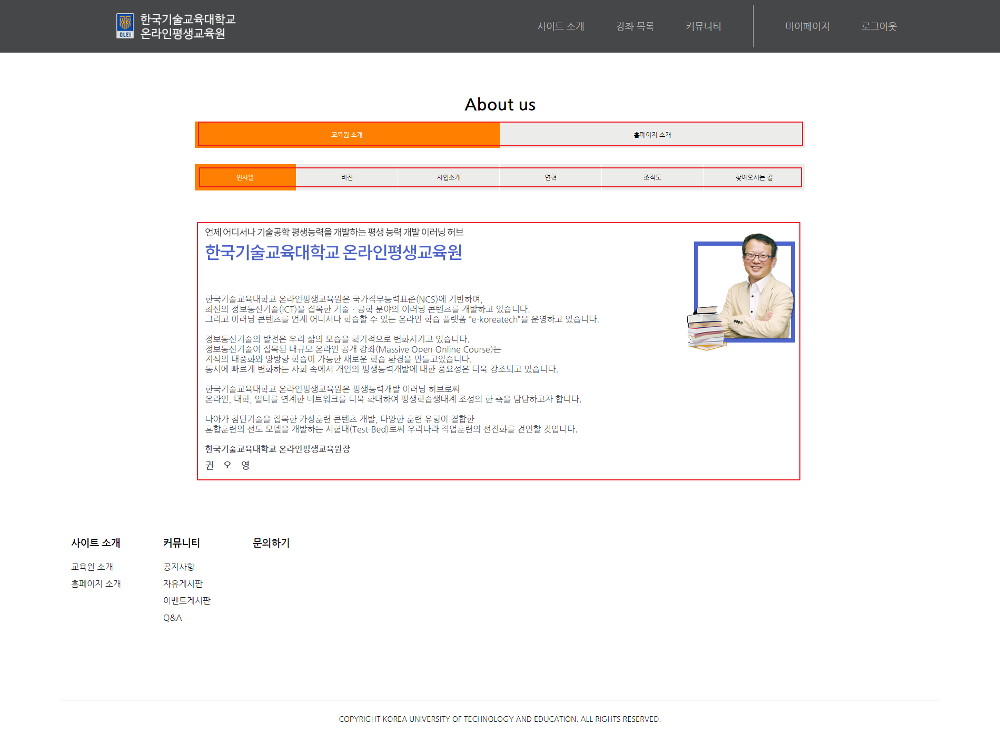 한국기술교육대학교
온라인평생교육원
OLEI
사이트 소개 강좌 목록 커뮤니티 마이페이지 로그아웃
About us
교육원 소개 홈페이지 소개
인사말 비전 사업소개 연혁 조직도 찾아오시는 길
언제 어디서나 기술공학 평생능력을 개발하는 평생 능력 개발 이러닝 허브
한국기술교육대학교 온라인평생교육원
한국기술교육대학교 온라인평생교육원은 국가직무능력표준(NCS)에 기반하여,
최신의 정보통신기술(ICT)을 접목한 기술 · 공학 분야의 이러닝 콘텐츠를 개발하고 있습니다.
그리고 이러닝 콘텐츠를 언제 어디서나 학습할 수 있는 온라인 학습 플랫폼 “e-koreatech”을 운영하고 있습니다.
정보통신기술의 발전은 우리 삶의 모습을 획기적으로 변화시키고 있습니다.
정보통신기술이 접목된 대규모 온라인 공개 강좌(Massive Open Online Course)는
지식의 대중화와 양방향 학습이 가능한 새로운 학습 환경을 만들고있습니다.
동시에 빠르게 변화하는 사회 속에서 개인의 평생능력개발에 대한 중요성은 더욱 강조되고 있습니다.
한국기술교육대학교 온라인평생교육원은 평생능력개발 이러닝 허브로써
온라인, 대학, 일터를 연계한 네트워크를 더욱 확대하여 평생학습생태계 조성의 한 축을 담당하고자 합니다.
나아가 첨단기술을 접목한 가상훈련 콘텐츠 개발, 다양한 훈련 유형이 결합한
혼합훈련의 선도 모델을 개발하는 시험대(Test-Bed)로써 우리나라 직업훈련의 선진화를 견인할 것입니다.
한국기술교육대학교 온라인평생교육원장
권 오 영
사이트 소개 커뮤니티 문의하기
교육원 소개 공지사항
홈페이지 소개 자유게시판
이벤트게시판
Q&A
COPYRIGHT KOREA UNIVERSITY OF TECHNOLOGY AND EDUCATION. ALL RIGHTS RESERVED.